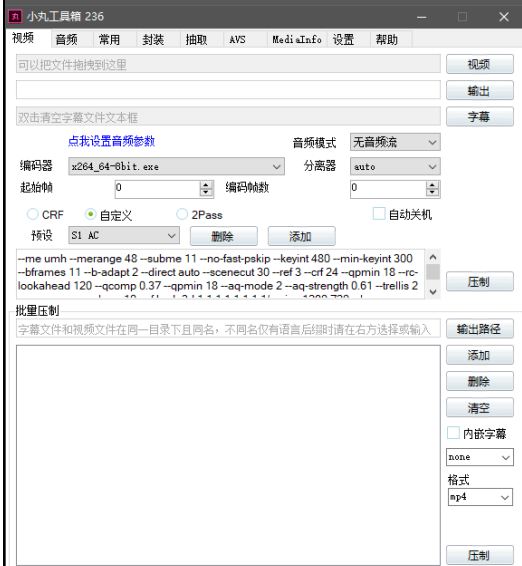 小丸工具箱 236
视频 音频 常用 封装 抽取 AVS MediaInfo 设置 帮助
可以把文件拖拽到这里 视频
输出
双击清空字幕文件文本框 字幕
点我设置音频参数 音频模式 无音频流
编码器 x264_64-8bit.exe 分离器 auto
起始帧 0 编码帧数 0
CRF 自定义 2Pass 自动关机
预设 S1 AC 删除 添加
--me umh --merange 48 --subme 11 --no-fast-pskip --keyint 480 --min-keyint 300
--bframes 11 --b-adapt 2 --direct auto --scenecut 30 --ref 3 --crf 24 --qpmin 18 --rc-
lookahead 120 --qcomp 0.37 --qpmin 18 --aq-mode 2 --aq-strength 0.61 --trellis 2
压制
批量压制
字幕文件和视频文件在同一目录下且同名，不同名仅有语言后缀时请在右方选择或输入 输出路径
添加
删除
清空
内嵌字幕
none
格式
mp4
压制